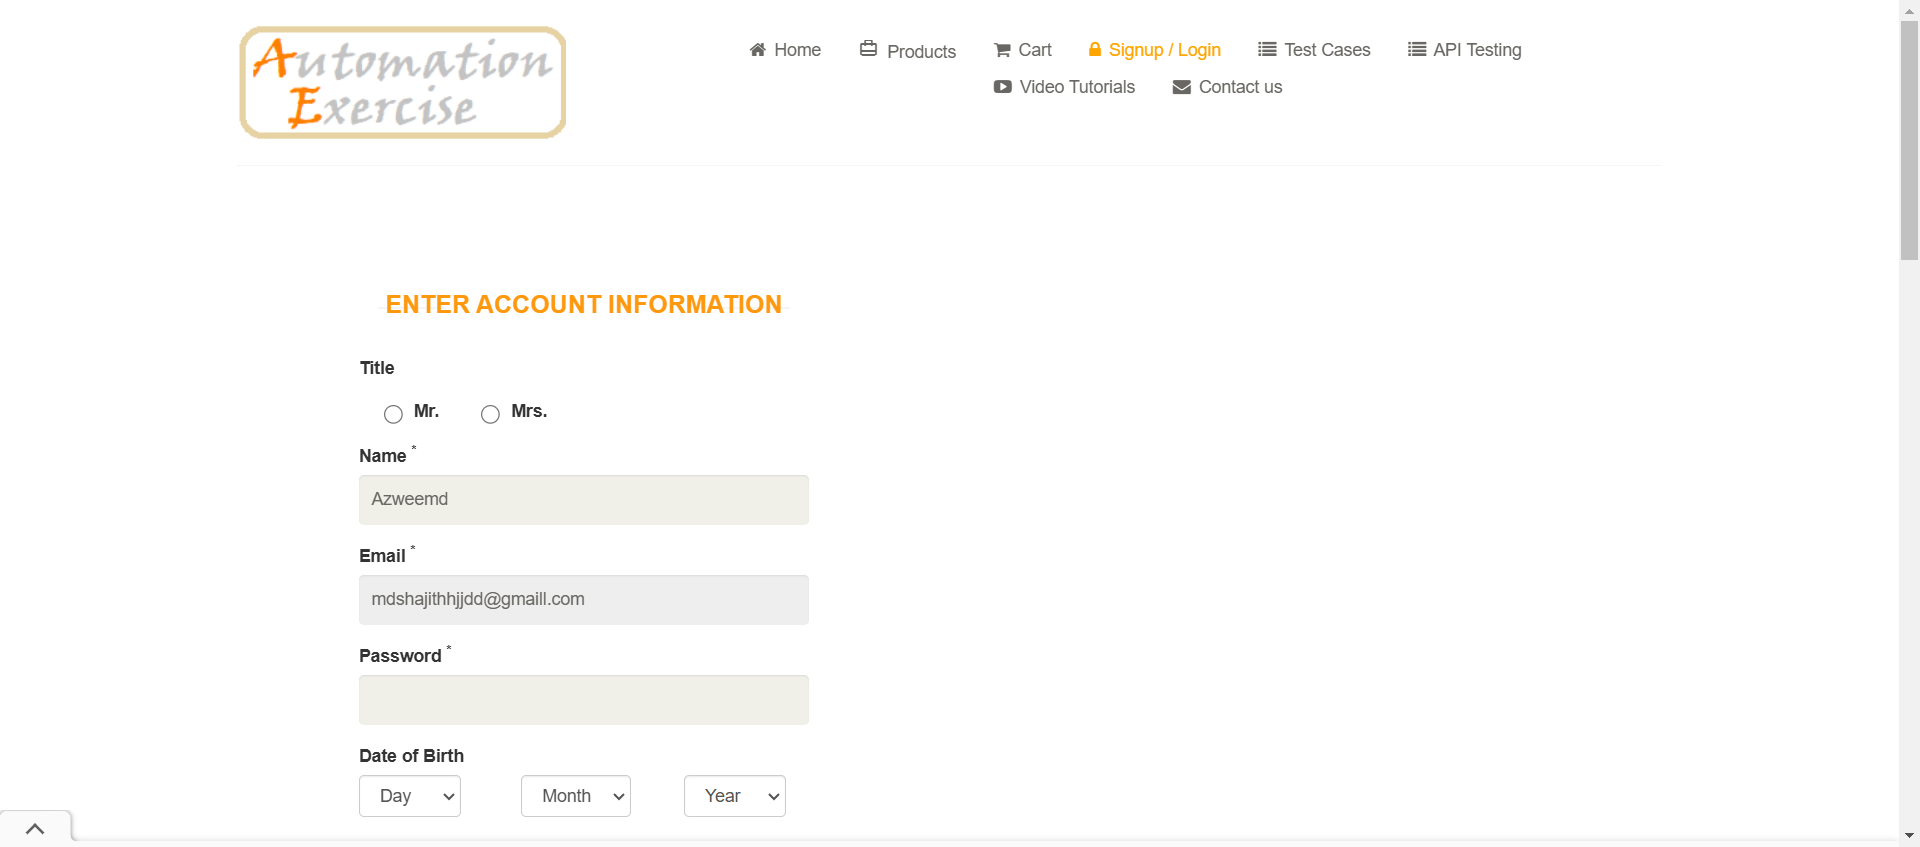 Automation
Exercise
Home Products Cart Signup / Login Test Cases API Testing
Video Tutorials Contact us
ENTER ACCOUNT INFORMATION
Title
Mr. Mrs.
Name *
Azweemd
Email *
mdshajithhjjdd@gmaill.com
Password *
Date of Birth
Day Month Year